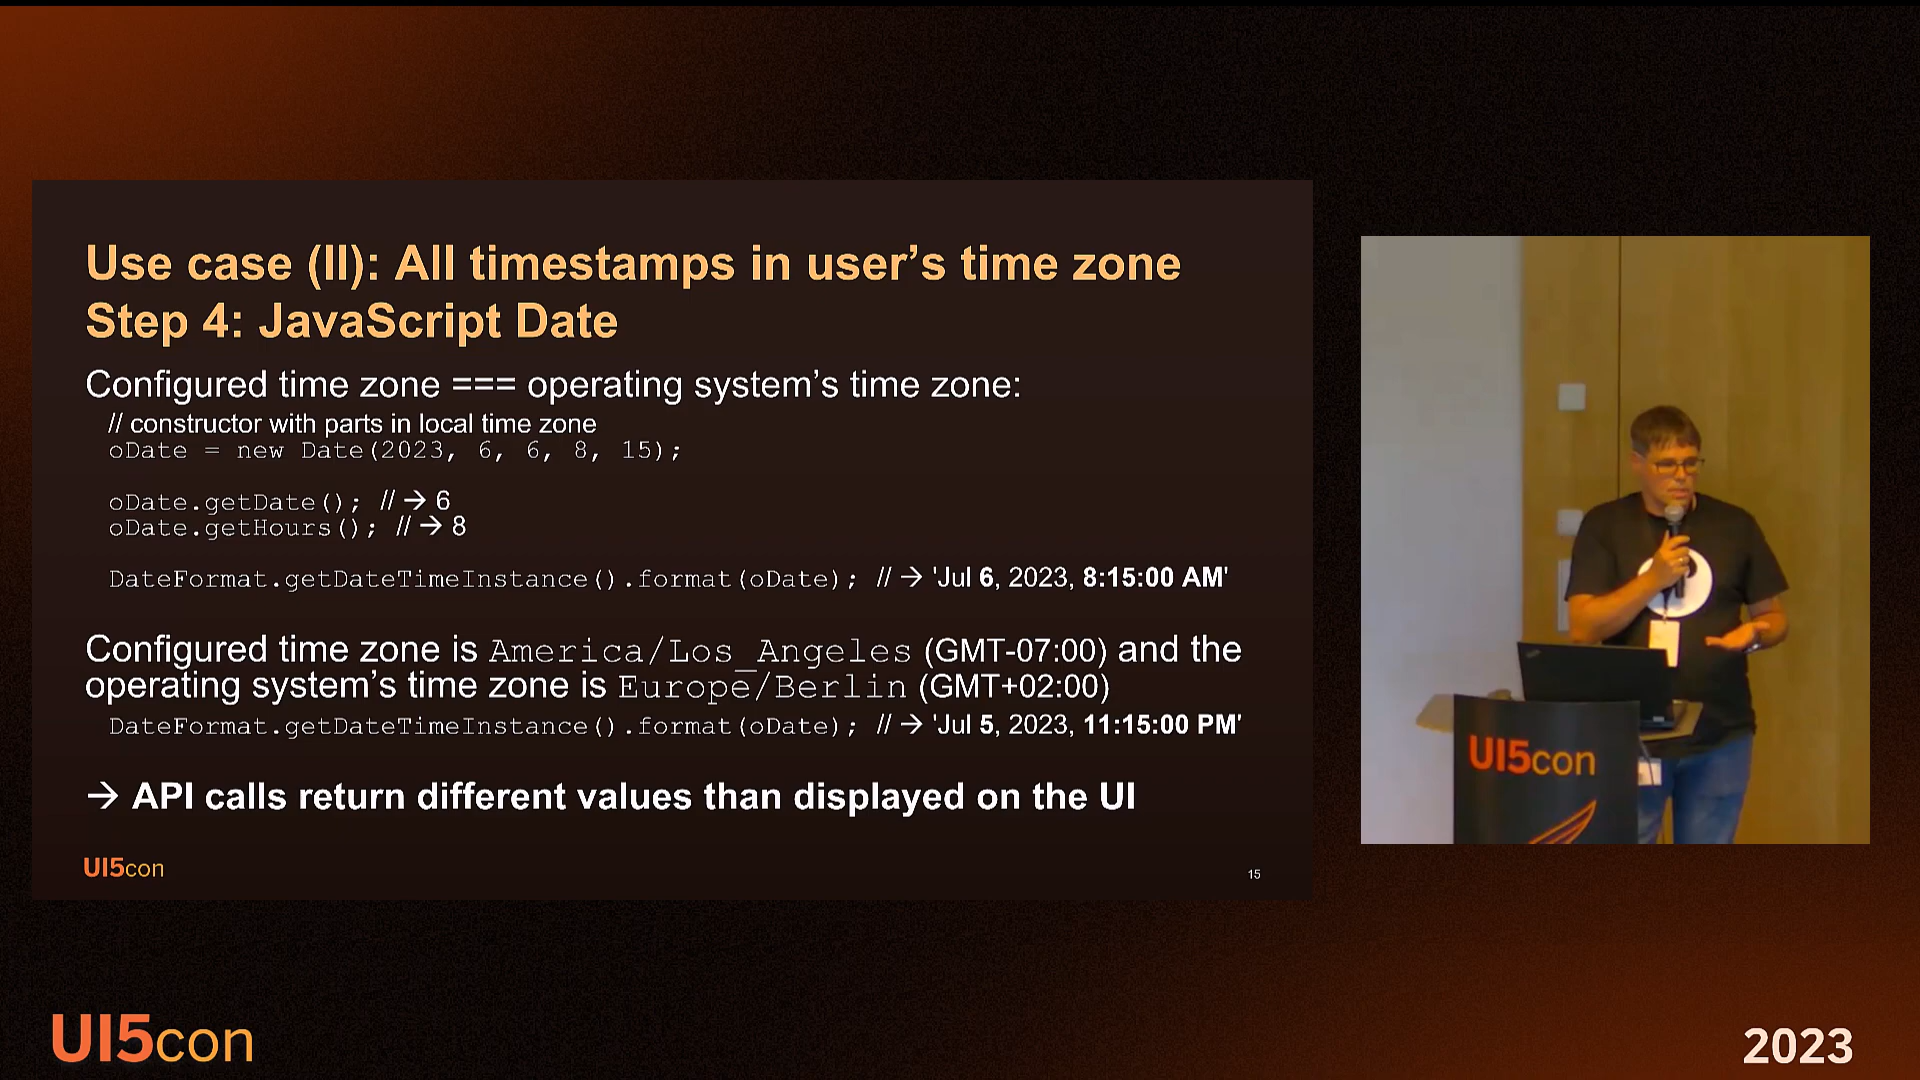 Use case (II): All timestamps in user’s time zone
Step 4: JavaScript Date
Configured time zone === operating system’s time zone:
// constructor with parts in local time zone
oDate = new Date(2023, 6, 6, 8, 15);
oDate.getDate(); // → 6
oDate.getHours(); // → 8
DateFormat.getDateTimeInstance().format(oDate); // → 'Jul 6, 2023, 8:15:00 AM'
Configured time zone is America/Los_Angeles (GMT-07:00) and the
operating system’s time zone is Europe/Berlin (GMT+02:00)
DateFormat.getDateTimeInstance().format(oDate); // → 'Jul 5, 2023, 11:15:00 PM'
→ API calls return different values than displayed on the UI
UI5con
15
UI5con
UI5con
2023